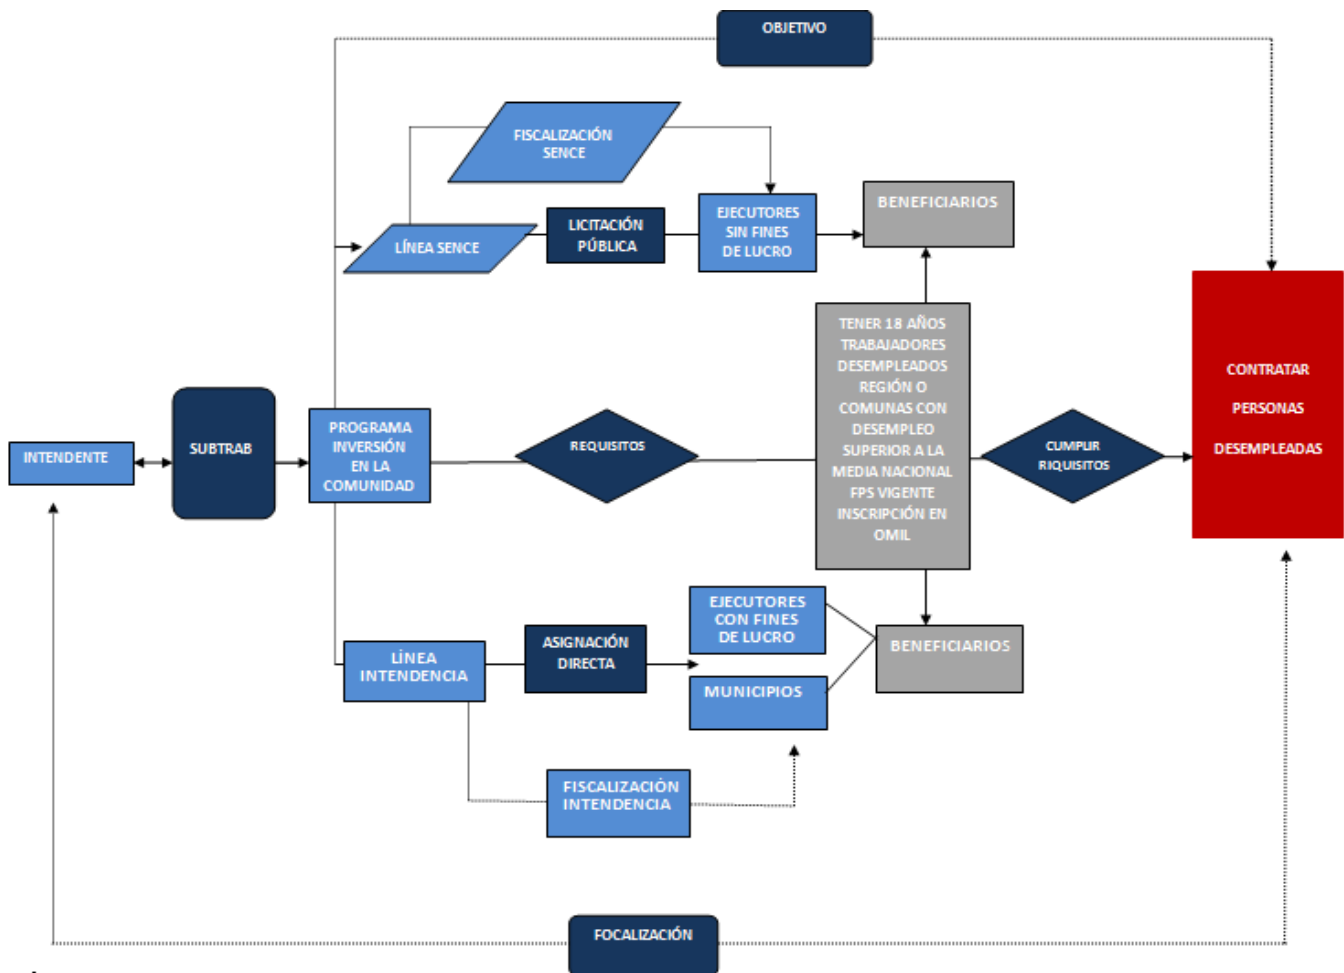 OBJETIVO
FISCALIZACIÓN
SENCE
LÍNEA SENCE
LICITACIÓN
PÚBLICA
EJECUTORES
SIN FINES
DE LUCRO
BENEFICIARIOS
TENER 18 AÑOS
TRABAJADORES
DESEMPLEADOS
REGIÓN O
COMUNAS CON
DESEMPLEO
SUPERIOR A LA
MEDIA NACIONAL
FPS VIGENTE
INSCRIPCIÓN EN
OMIL
CONTRATAR
PERSONAS
DESEMPLEADAS
INTENDENTE
SUBTRAB
PROGRAMA
INVERSIÓN
EN LA
COMUNIDAD
REQUISITOS
CUMPLIR
RIQUISITOS
LÍNEA
INTENDENCIA
ASIGNACIÓN
DIRECTA
EJECUTORES
CON FINES
DE LUCRO
MUNICIPIOS
BENEFICIARIOS
FISCALIZACIÓN
INTENDENCIA
FOCALIZACIÓN